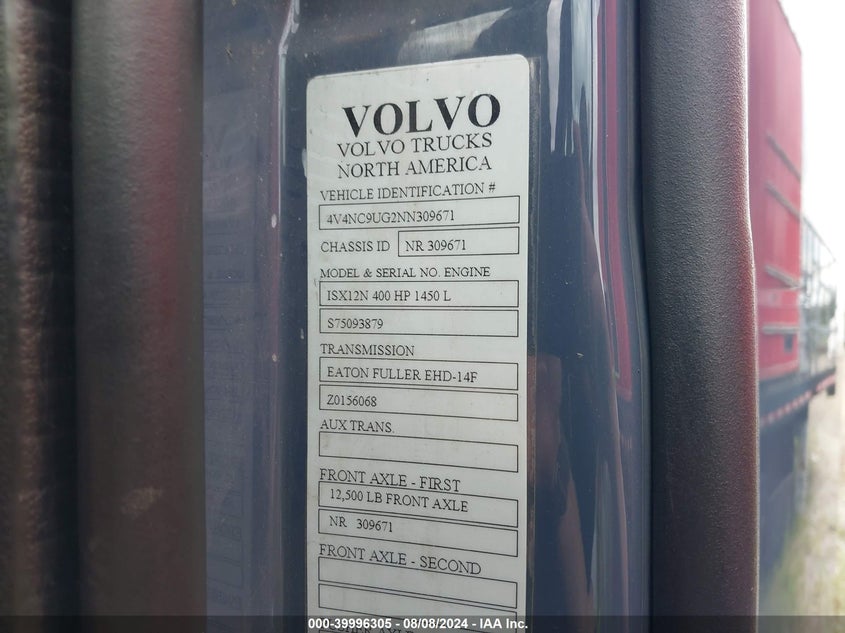 VOLVO
VOLVO TRUCKS
NORTH AMERICA
VEHICLE IDENTIFICATION #
4V4NC9UG2NN309671
CHASSIS ID NR 309671
MODEL & SERIAL NO. ENGINE
ISX12N 400 HP 1450 L
S75093879
TRANSMISSION
EATON FULLER EHD-14F
Z0156068
AUX TRANS.
FRONT AXLE - FIRST
12,500 LB FRONT AXLE
NR 309671
FRONT AXLE - SECOND
000-39996305 - 08/08/2024 - IAA Inc.